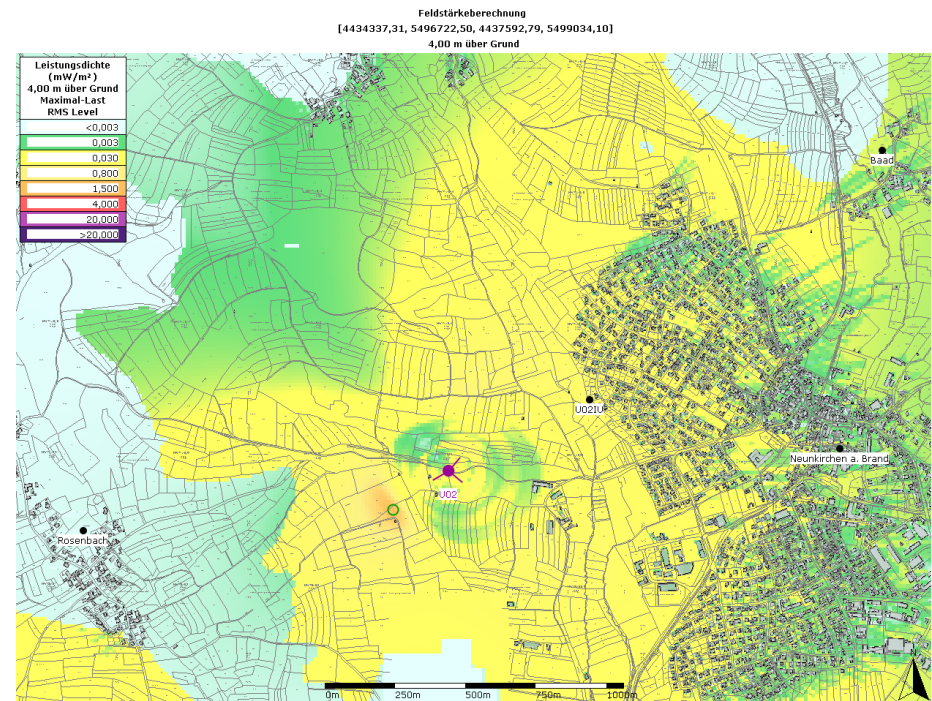 Feldstärkeberechnung
[4434337,31, 5496722,50, 4437592,79, 5499034,10]
4,00 m über Grund
Leistungsdichte
(mW/m²)
4,00 m über Grund
Maximal-Last
RMS Level
<0,003
0,003
0,030
0,800
1,500
4,000
20,000
>20,000
Baad
U02IU
Neunkirchen a. Brand
U02
Rosenbach
0m
250m
500m
750m
1000m
N